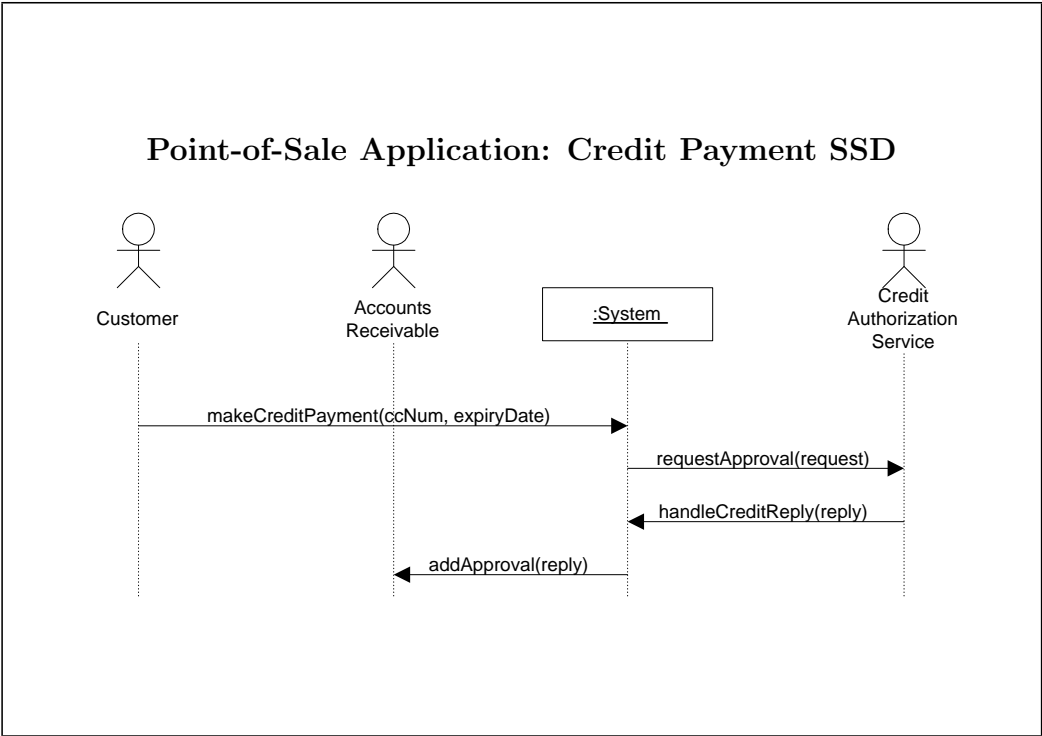 Point-of-Sale Application: Credit Payment SSD
Customer
Accounts
Receivable
:System
Credit
Authorization
Service
makeCreditPayment(ccNum, expiryDate)
requestApproval(request)
handleCreditReply(reply)
addApproval(reply)